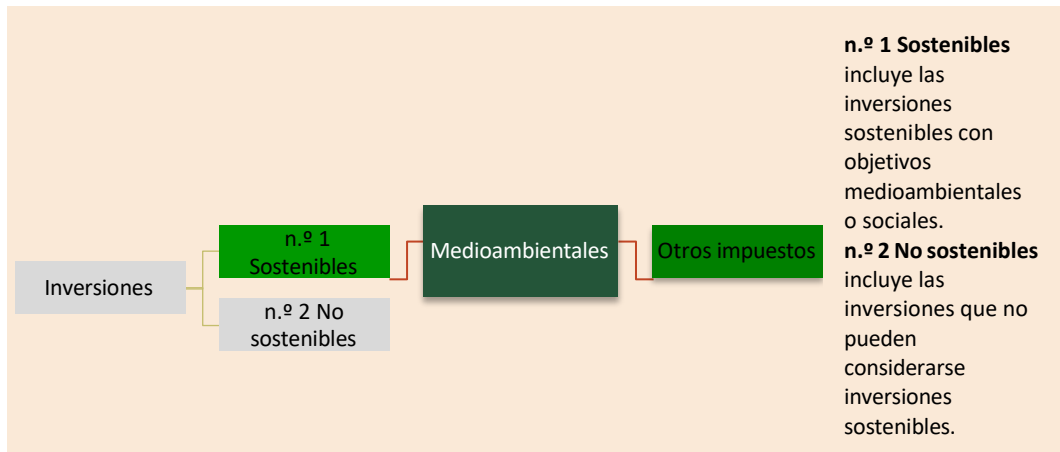 Inversiones
n.º 1
Sostenibles
n.º 2 No
sostenibles
Medioambientales
Otros impuestos
n.º 1 Sostenibles
incluye las
inversiones
sostenibles con
objetivos
medioambientales
o sociales.
n.º 2 No sostenibles
incluye las
inversiones que no
pueden
considerarse
inversiones
sostenibles.